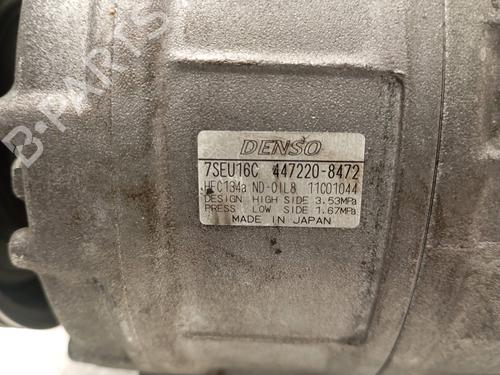 DENSO
7SEU16C 447220-8472
HFC134a ND-OIL8 11C01044
DESIGN HIGH SIDE 3.53MPa
PRESS LOW SIDE 1.67MPa
MADE IN JAPAN
B-PARTS